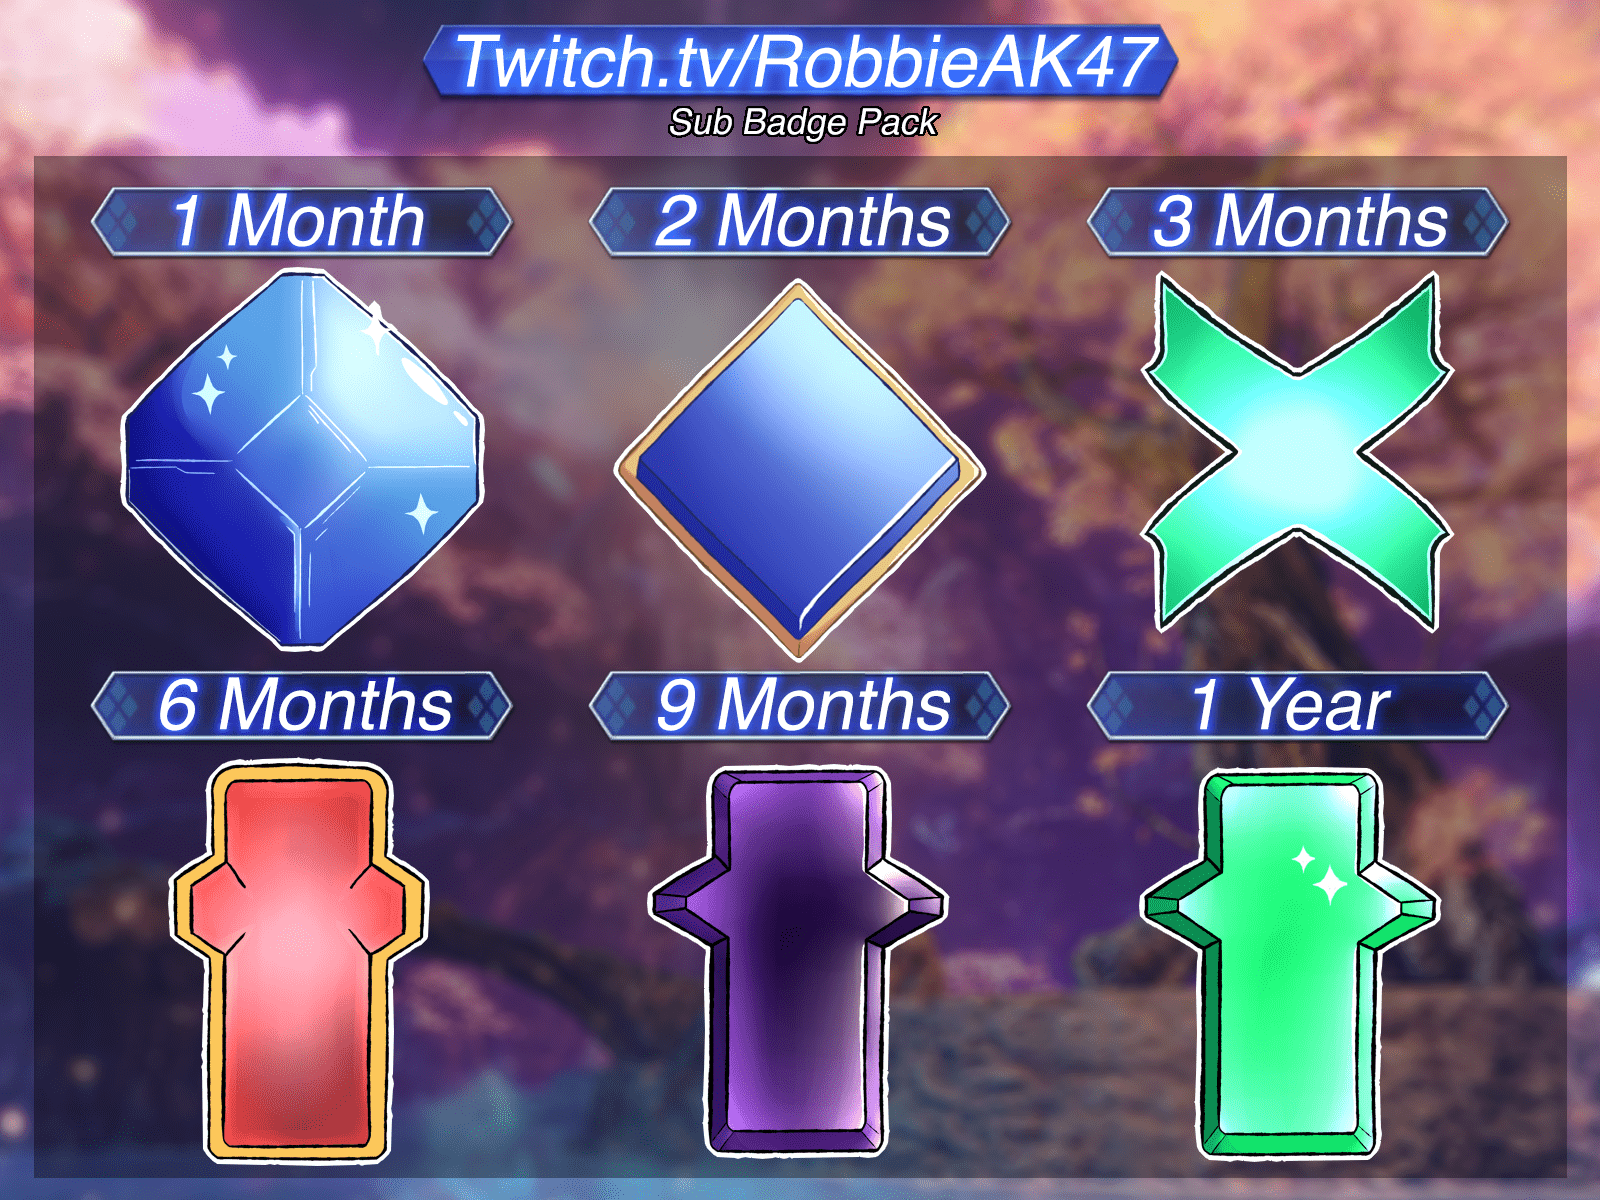 Twitch.tv/RobbieAK47
Sub Badge Pack
1 Month
2 Months
3 Months
6 Months
9 Months
1 Year